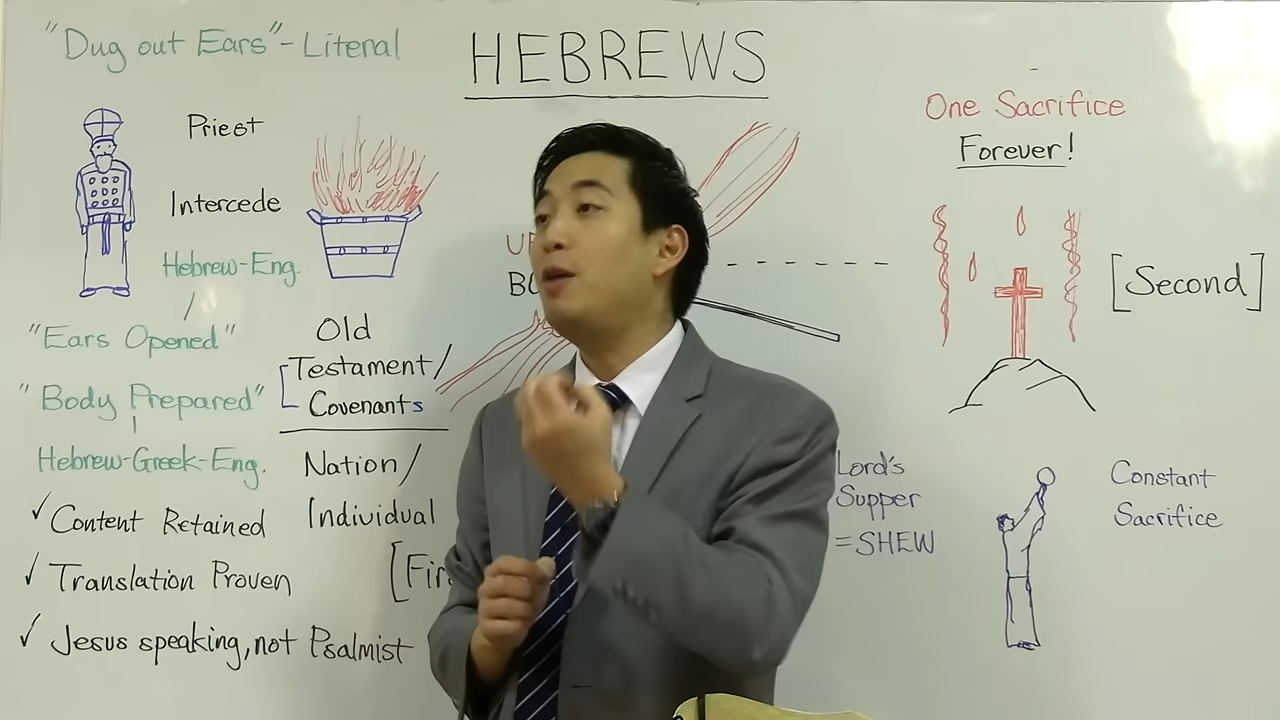 "Dug out Ears"-Literal
HEBREWS
Priest
Intercede
Hebrew-Eng.
"Ears Opened"
"Body Prepared"
Hebrew-Greek-Eng.
✓ Content Retained
✓ Translation Proven
✓ Jesus speaking, not Psalmist
Old
Testament/
Covenants
Nation/
Individual
One Sacrifice
Forever!
[Second]
Lord's
Supper
=SHEW
Constant
Sacrifice